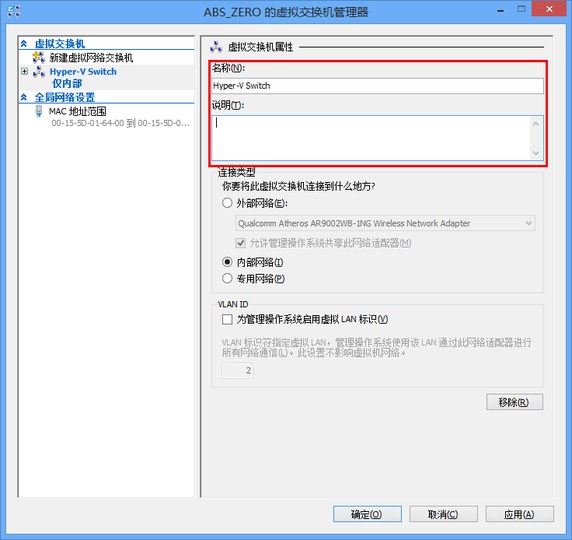 ABS_ZERO 的虚拟交换机管理器
虚拟交换机
新建虚拟网络交换机
Hyper-V Switch
仅内部
全局网络设置
MAC 地址范围
00-15-5D-01-64-00 到 00-15-5D-0...
虚拟交换机属性
名称(N):
Hyper-V Switch
说明(T):
连接类型
你要将此虚拟交换机连接到什么地方?
外部网络(E):
Qualcomm Atheros AR9002WB-1NG Wireless Network Adapter
允许管理操作系统共享此网络适配器(M)
内部网络(I)
专用网络(P)
VLAN ID
为管理操作系统启用虚拟 LAN 标识(V)
VLAN 标识符指定虚拟 LAN，管理操作系统使用该 LAN 通过此网络适配器进行
所有网络通信(L)。此设置不影响虚拟机网络。
2
移除(R)
确定(O)
取消(C)
应用(A)